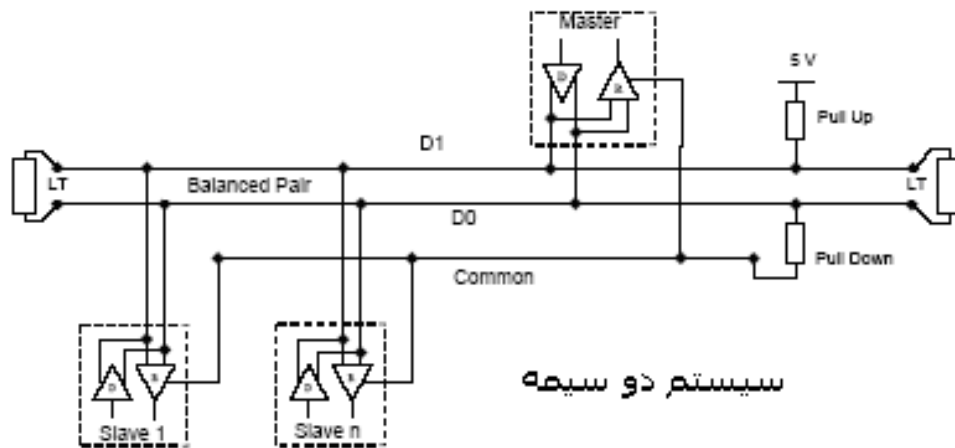 Master
D
R
5 V
Pull Up
D1
LT
Balanced Pair
LT
D0
Pull Down
Common
D
R
D
R
سیستم دو سیمه
Slave 1
Slave n